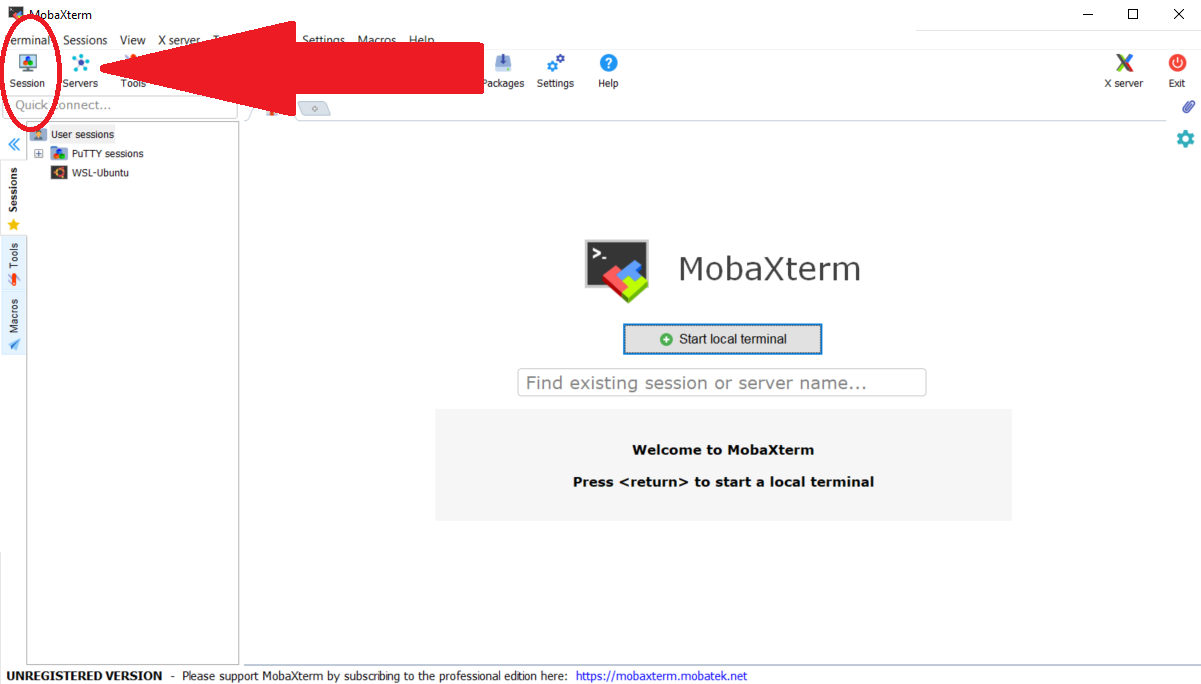 MobaXterm
Terminal Sessions View X server Settings Macros Help
Session Servers Tools Packages Settings Help X server Exit
Quick connect...
User sessions
PuTTY sessions
WSL-Ubuntu
Sessions
Tools
Macros
>_
MobaXterm
Start local terminal
Find existing session or server name...
Welcome to MobaXterm
Press <return> to start a local terminal
UNREGISTERED VERSION - Please support MobaXterm by subscribing to the professional edition here: https://mobaxterm.mobatek.net